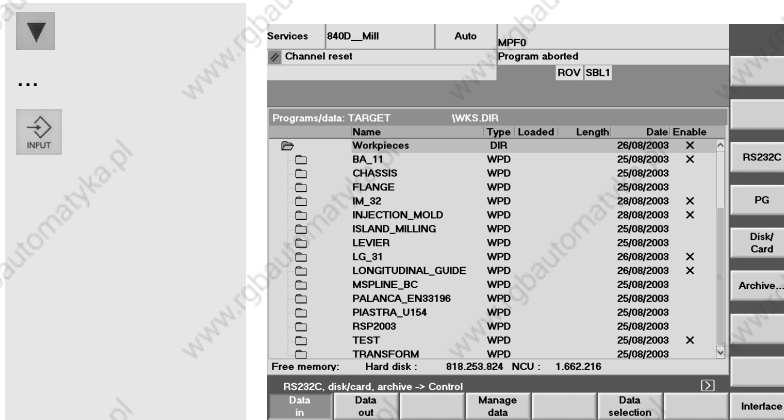 ...
INPUT
Services 840D__Mill Auto MPF0
Channel reset Program aborted
ROV SBL1
Programs/data: TARGET \WKS.DIR
Name Type Loaded Length Date Enable
Workpieces DIR 26/08/2003 X
BA_11 WPD 25/08/2003 X
CHASSIS WPD 25/08/2003
FLANGE WPD 25/08/2003
IM_32 WPD 28/08/2003 X
INJECTION_MOLD WPD 28/08/2003 X
ISLAND_MILLING WPD 25/08/2003
LEVIER WPD 25/08/2003
LG_31 WPD 26/08/2003 X
LONGITUDINAL_GUIDE WPD 26/08/2003 X
MSPLINE_BC WPD 25/08/2003
PALANCA_EN33196 WPD 25/08/2003
PIASTRA_U154 WPD 25/08/2003
RSP2003 WPD 25/08/2003
TEST WPD 25/08/2003 X
TRANSFORM WPD 25/08/2003
Free memory: Hard disk : 818.253.824 NCU : 1.662.216
RS232C, disk/card, archive -> Control
Data in
Data out
Manage data
Data selection
Interface
RS232C
PG
Disk/
Card
Archive...
www.rgbautomatyka.pl